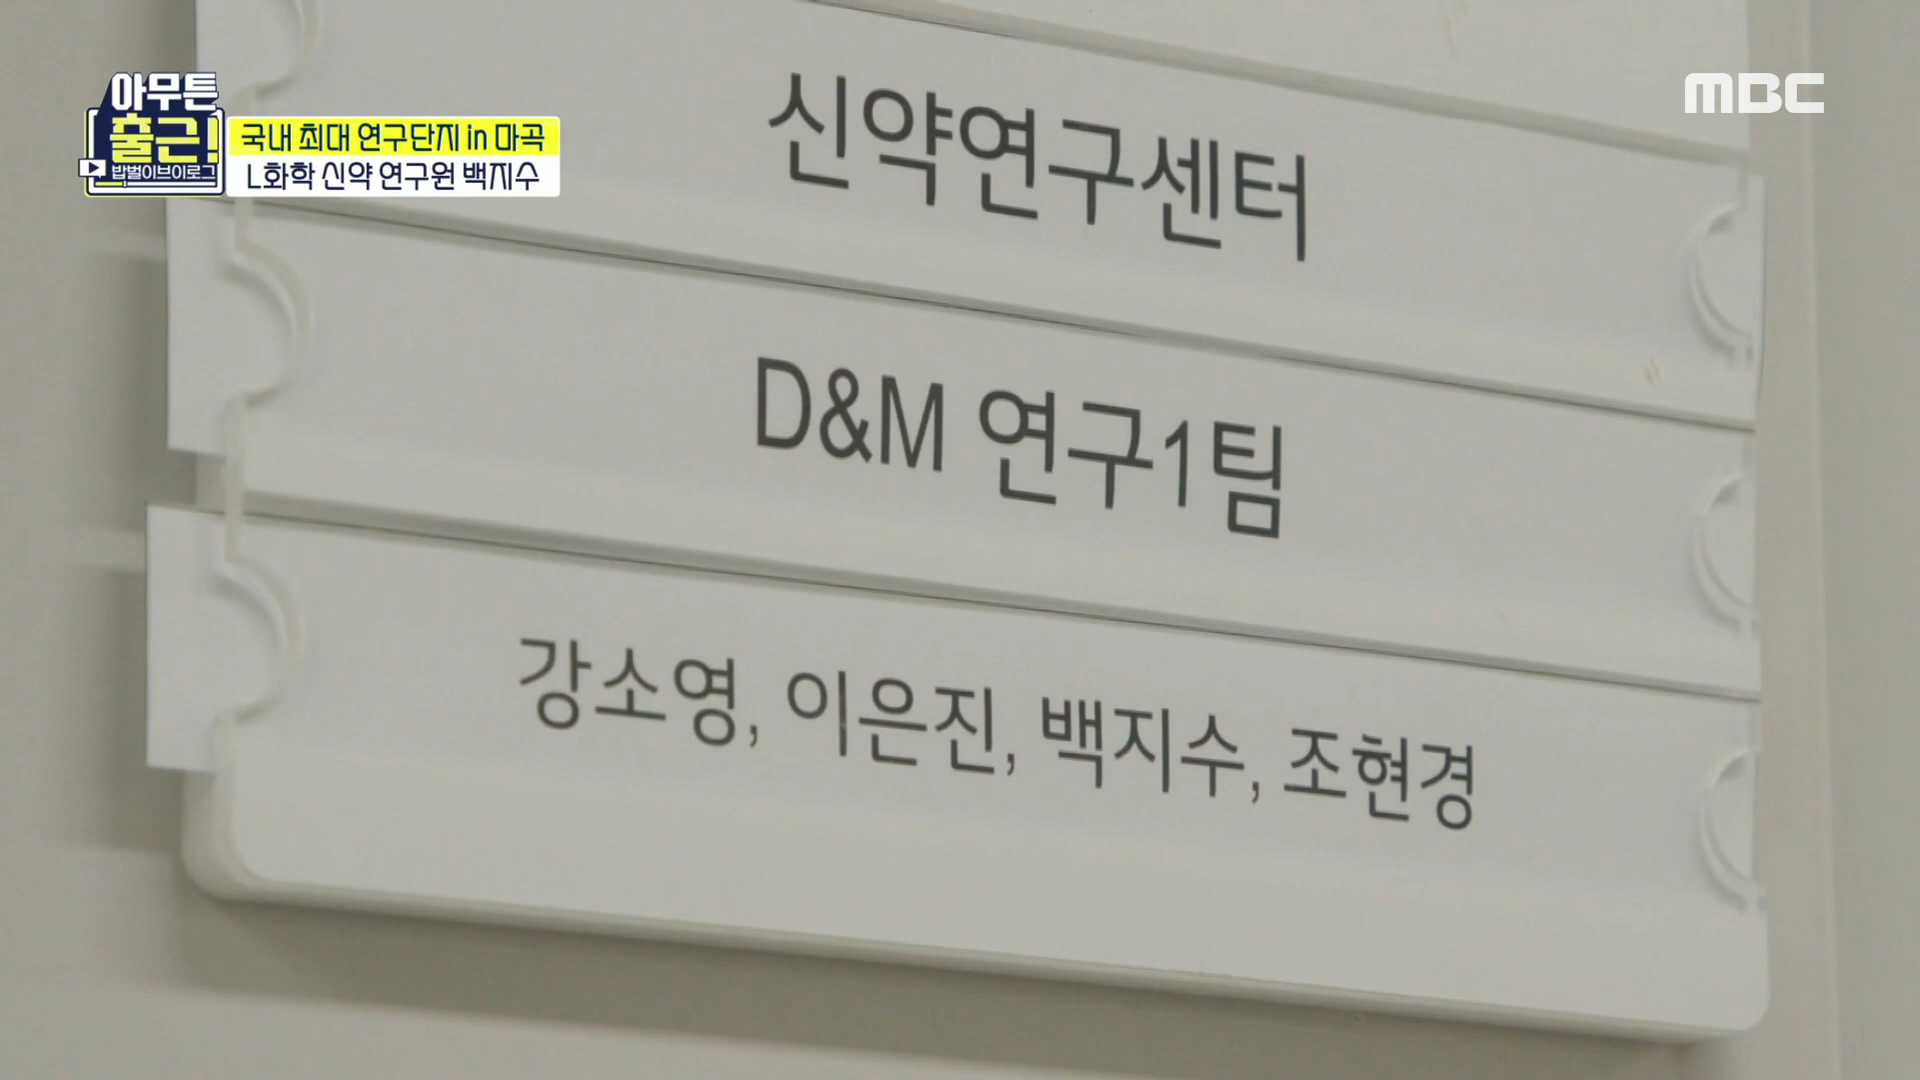 아무튼
출근!
밥벌이브이로그
국내 최대 연구단지 in 마곡
L화학 신약 연구원 백지수
MBC
신약연구센터
D&M 연구1팀
강소영, 이은진, 백지수, 조현경